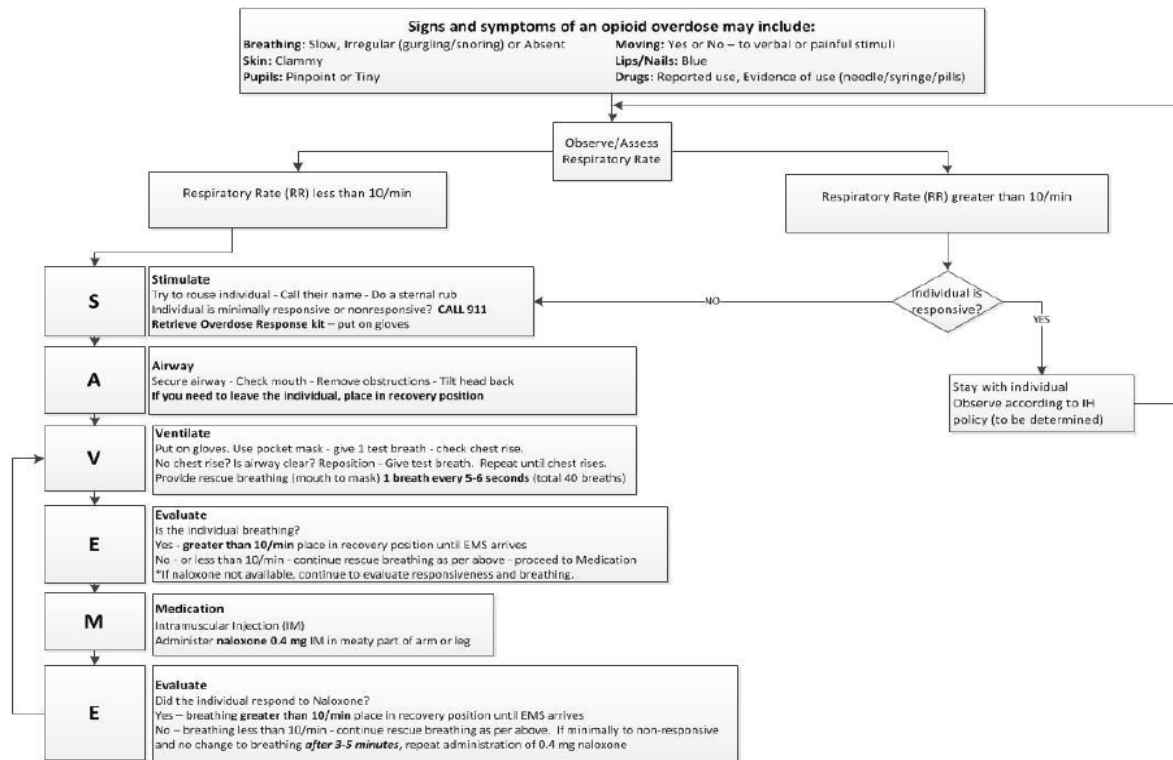 Signs and symptoms of an opioid overdose may include:
Breathing: Slow, Irregular (gurgling/snoring) or Absent
Skin: Clammy
Pupils: Pinpoint or Tiny
Moving: Yes or No – to verbal or painful stimuli
Lips/Nails: Blue
Drugs: Reported use, Evidence of use (needle/syringe/pills)
Observe/Assess
Respiratory Rate
Respiratory Rate (RR) less than 10/min
Respiratory Rate (RR) greater than 10/min
Individual is
responsive?
NO
YES
Stay with individual
Observe according to IH
policy (to be determined)
S
Stimulate
Try to rouse individual - Call their name - Do a sternal rub
Individual is minimally responsive or nonresponsive? CALL 911
Retrieve Overdose Response kit – put on gloves
A
Airway
Secure airway - Check mouth - Remove obstructions - Tilt head back
If you need to leave the individual, place in recovery position
V
Ventilate
Put on gloves. Use pocket mask - give 1 test breath - check chest rise.
No chest rise? Is airway clear? Reposition - Give test breath. Repeat until chest rises.
Provide rescue breathing (mouth to mask) 1 breath every 5-6 seconds (total 40 breaths)
E
Evaluate
Is the individual breathing?
Yes - greater than 10/min place in recovery position until EMS arrives
No - or less than 10/min - continue rescue breathing as per above - proceed to Medication
*If naloxone not available, continue to evaluate responsiveness and breathing.
M
Medication
Intramuscular Injection (IM)
Administer naloxone 0.4 mg IM in meaty part of arm or leg
E
Evaluate
Did the individual respond to Naloxone?
Yes – breathing greater than 10/min place in recovery position until EMS arrives
No – breathing less than 10/min - continue rescue breathing as per above. If minimally to non-responsive
and no change to breathing after 3-5 minutes, repeat administration of 0.4 mg naloxone